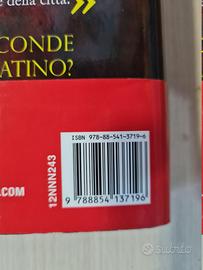 della città.»
CONDE
ATINO?
ISBN 978-88-541-3719-6
9 788854 137196
12NNN243
.COM
subito